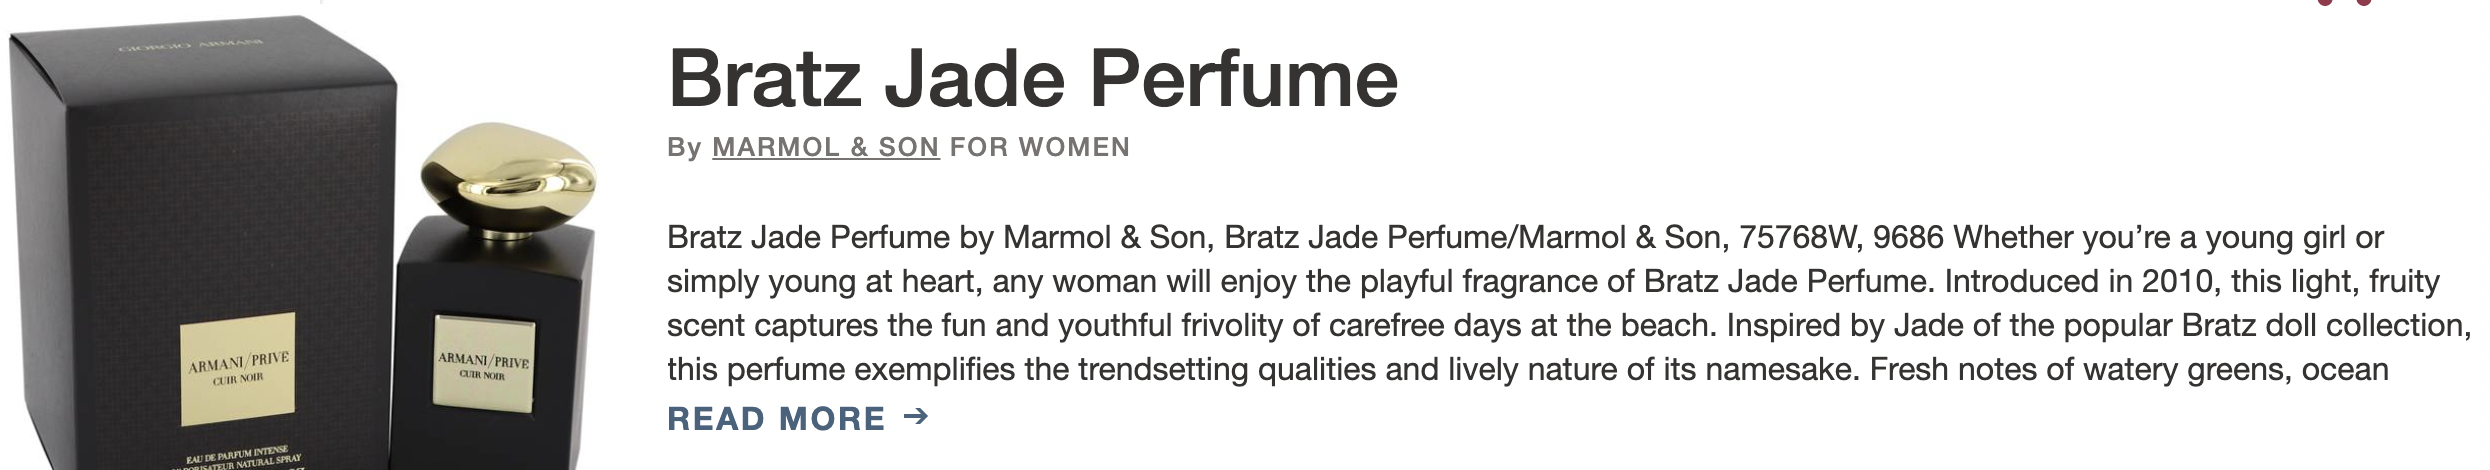 GIORGIO ARMANI
ARMANI/PRIVE
CUIR NOIR
EAU DE PARFUM INTENSE
VAPORISATEUR NATURAL SPRAY
ARMANI/PRIVE
CUIR NOIR
Bratz Jade Perfume
By MARMOL & SON FOR WOMEN
Bratz Jade Perfume by Marmol & Son, Bratz Jade Perfume/Marmol & Son, 75768W, 9686 Whether you’re a young girl or
simply young at heart, any woman will enjoy the playful fragrance of Bratz Jade Perfume. Introduced in 2010, this light, fruity
scent captures the fun and youthful frivolity of carefree days at the beach. Inspired by Jade of the popular Bratz doll collection,
this perfume exemplifies the trendsetting qualities and lively nature of its namesake. Fresh notes of watery greens, ocean
READ MORE →